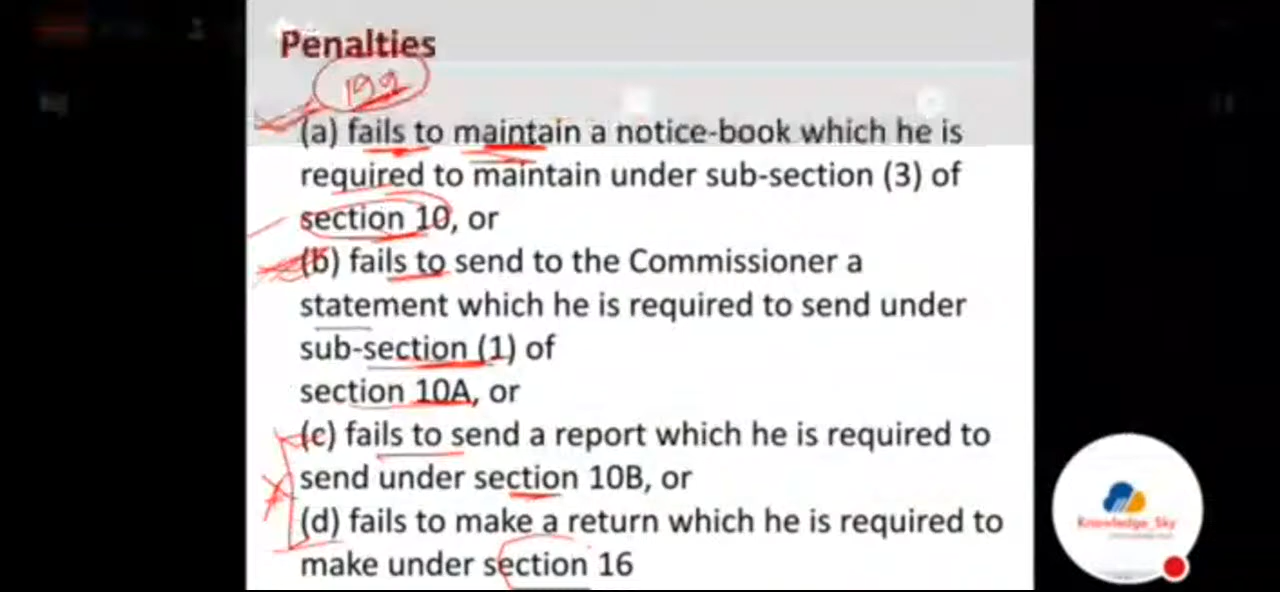 Penalties
(a) fails to maintain a notice-book which he is
required to maintain under sub-section (3) of
section 10, or
(b) fails to send to the Commissioner a
statement which he is required to send under
sub-section (1) of
section 10A, or
(c) fails to send a report which he is required to
send under section 10B, or
(d) fails to make a return which he is required to
make under section 16
Knowledge_Sky